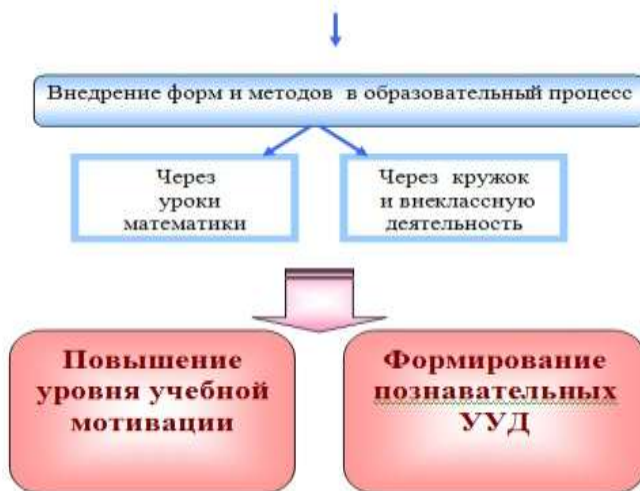 Внедрение форм и методов в образовательный процесс
Через
уроки
математики
Через кружок
и внеклассную
деятельность
Повышение
уровня учебной
мотивации
Формирование
познавательных
УУД